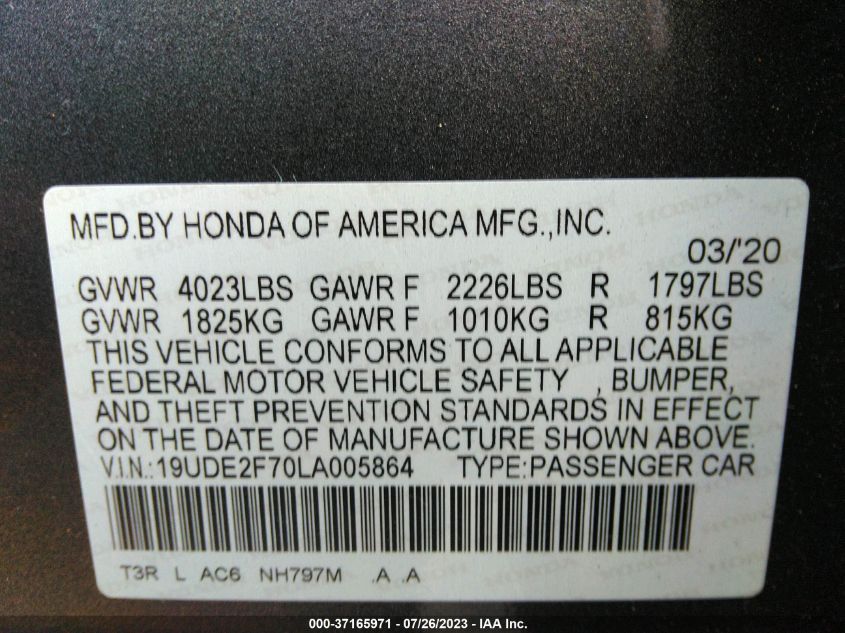 MFD.BY HONDA OF AMERICA MFG.,INC.
03/'20
GVWR 4023LBS GAWR F 2226LBS R 1797LBS
GVWR 1825KG GAWR F 1010KG R 815KG
THIS VEHICLE CONFORMS TO ALL APPLICABLE
FEDERAL MOTOR VEHICLE SAFETY , BUMPER,
AND THEFT PREVENTION STANDARDS IN EFFECT
ON THE DATE OF MANUFACTURE SHOWN ABOVE.
V.I.N.:19UDE2F70LA005864 TYPE:PASSENGER CAR
T3R L AC6 NH797M .A .A
000-37165971 - 07/26/2023 - IAA Inc.